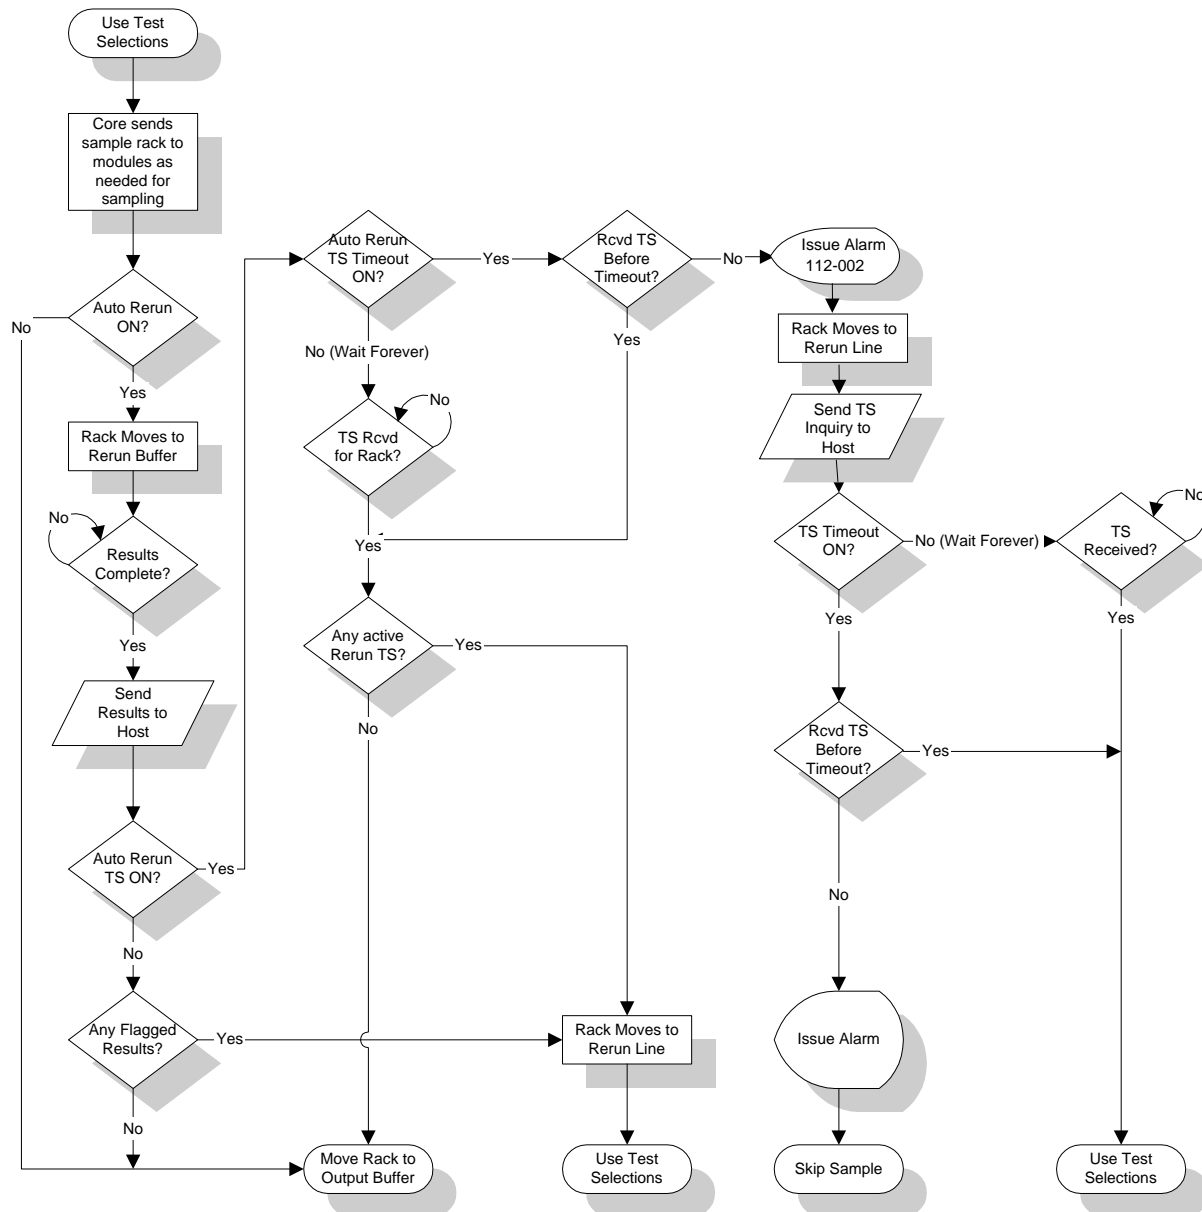 Use Test
Selections
Core sends
sample rack to
modules as
needed for
sampling
Auto Rerun
ON?
No
Yes
Rack Moves to
Rerun Buffer
No
Results
Complete?
Yes
Send
Results to
Host
Auto Rerun
TS ON?
Yes
No
Any Flagged
Results?
Yes
No
Auto Rerun
TS Timeout
ON?
Yes
No (Wait Forever)
TS Rcvd
for Rack?
No
Yes
Any active
Rerun TS?
Yes
No
Move Rack to
Output Buffer
Rcvd TS
Before
Timeout?
No
Yes
Rack Moves to
Rerun Line
Use Test
Selections
Issue Alarm
112-002
Rack Moves to
Rerun Line
Send TS
Inquiry to
Host
TS Timeout
ON?
No (Wait Forever)
Yes
Rcvd TS
Before
Timeout?
Yes
No
Issue Alarm
Skip Sample
TS
Received?
No
Yes
Use Test
Selections